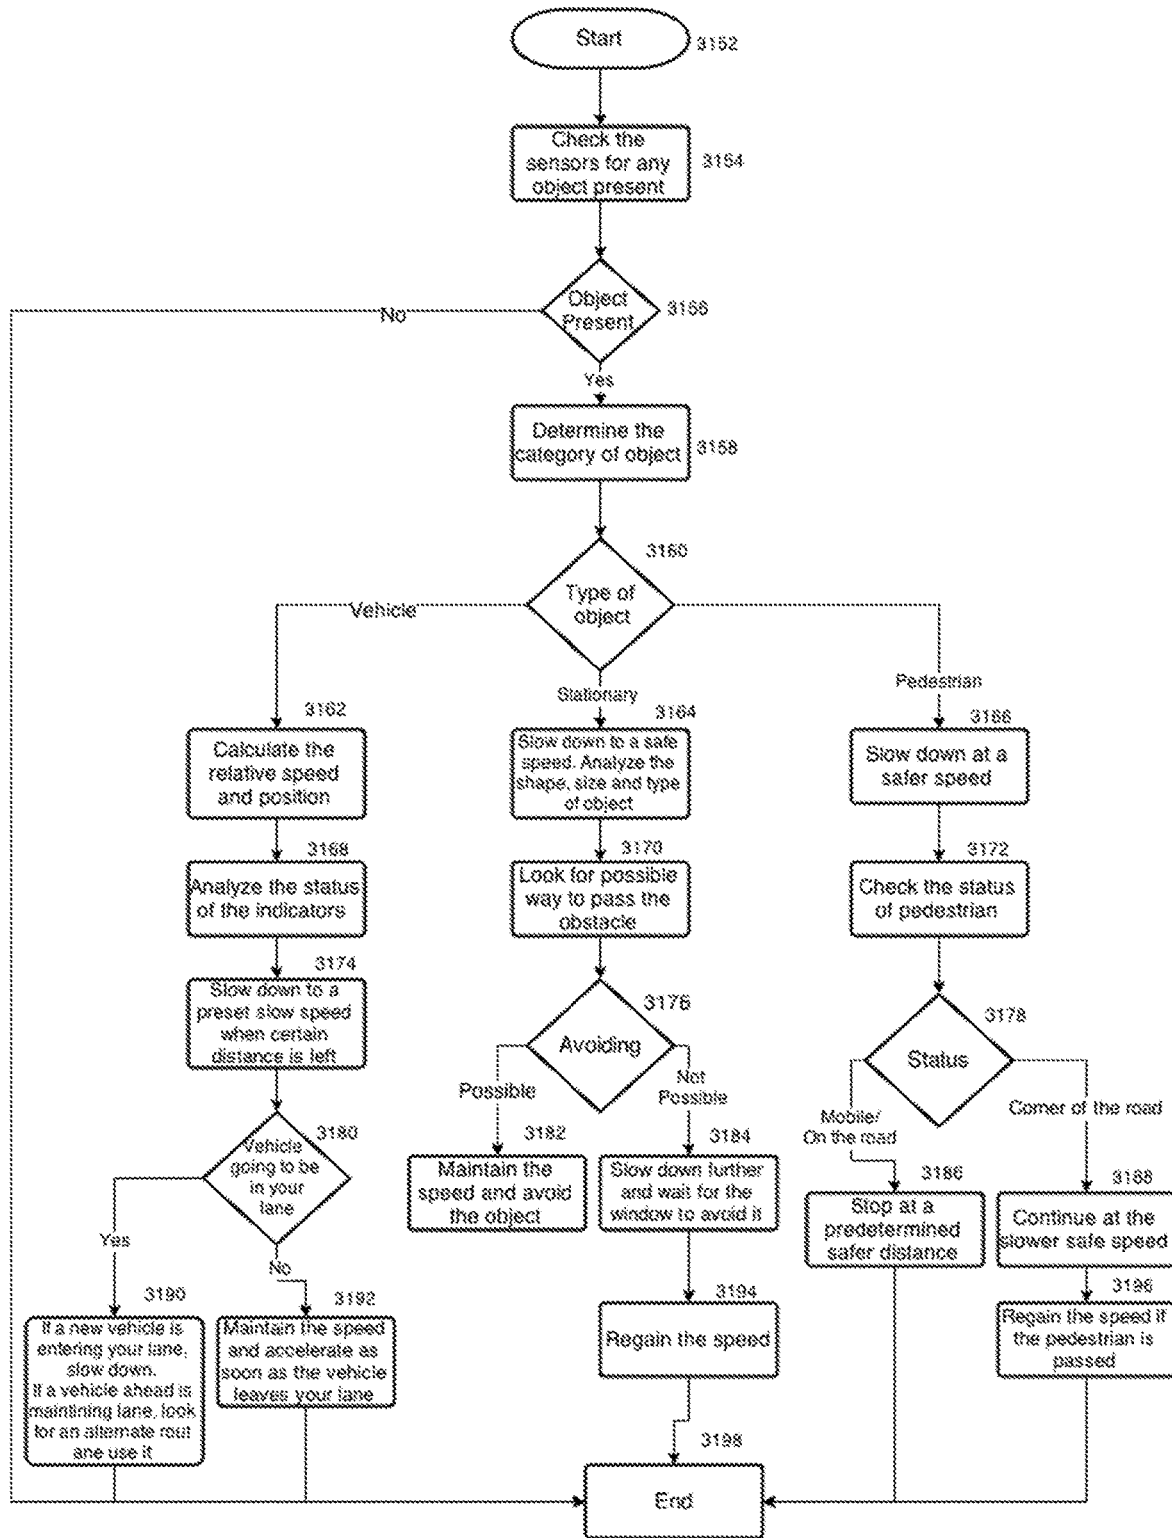 Start
3152
Check the
sensors for any
object present
3154
Object
Present
3156
No
Yes
Determine the
category of object
3158
3160
Type of
object
Vehicle
Stationary
Pedestrian
3162
Calculate the
relative speed
and position
3164
Slow down to a safe
speed. Analyze the
shape, size and type
of object
3166
Slow down at a
safer speed
3168
Analyze the status
of the indicators
3170
Look for possible
way to pass the
obstacle
3172
Check the status
of pedestrian
3174
Slow down to a
preset slow speed
when certain
distance is left
3176
Avoiding
Possible
Not
Possible
3178
Status
Mobile/
On the road
Corner of the road
3180
Vehicle
going to be
in your
lane
Yes
No
3182
Maintain the
speed and avoid
the object
3184
Slow down further
and wait for the
window to avoid it
3186
Stop at a
predetermined
safer distance
3188
Continue at the
slower safe speed
3190
If a new vehicle is
entering your lane,
slow down.
If a vehicle ahead is
maintining lane, look
for an alternate rout
ane use it
3192
Maintain the speed
and accelerate as
soon as the vehicle
leaves your lane
3194
Regain the speed
3196
Regain the speed if
the pedestrian is
passed
3198
End